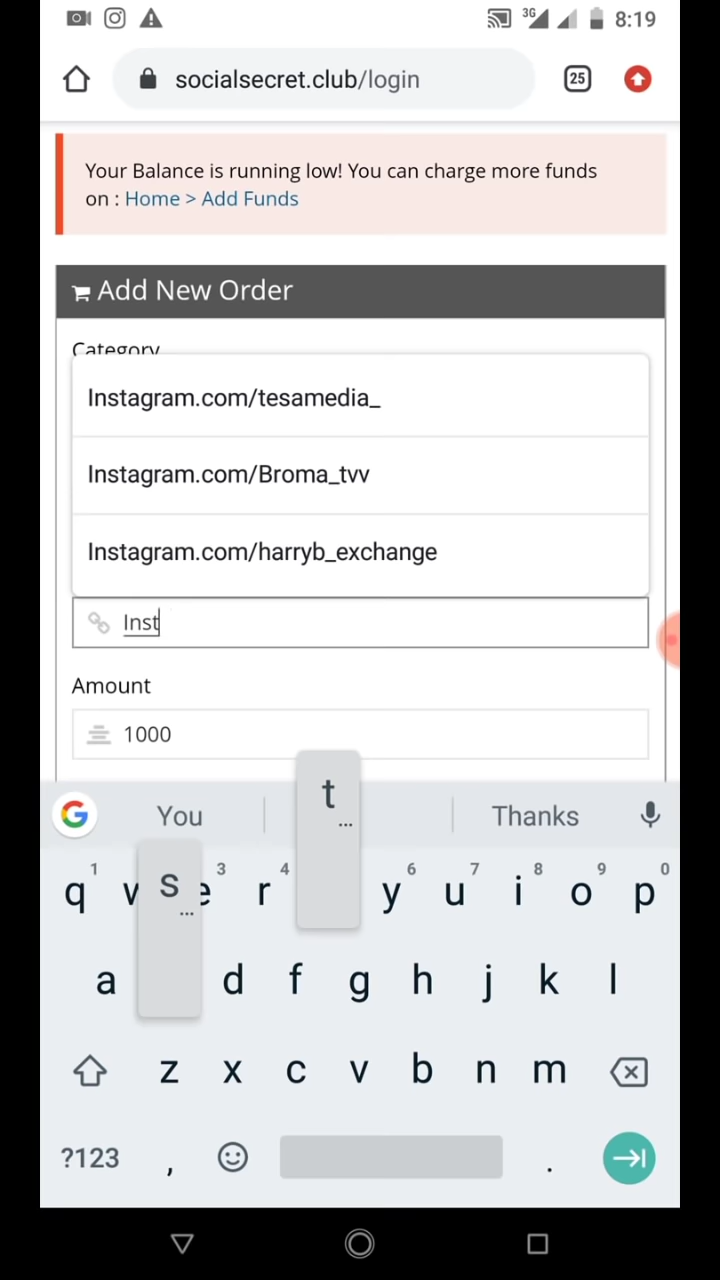 3G 8:19
socialsecret.club/login 25
Your Balance is running low! You can charge more funds
on : Home > Add Funds
Add New Order
Category
Instagram.com/tesamedia_
Instagram.com/Broma_tvv
Instagram.com/harryb_exchange
Inst
Amount
1000
G You t ... Thanks
1 3 4 6 7 8 9 0
q w s ... e r y u i o p
a d f g h j k l
z x c v b n m
?123 , .